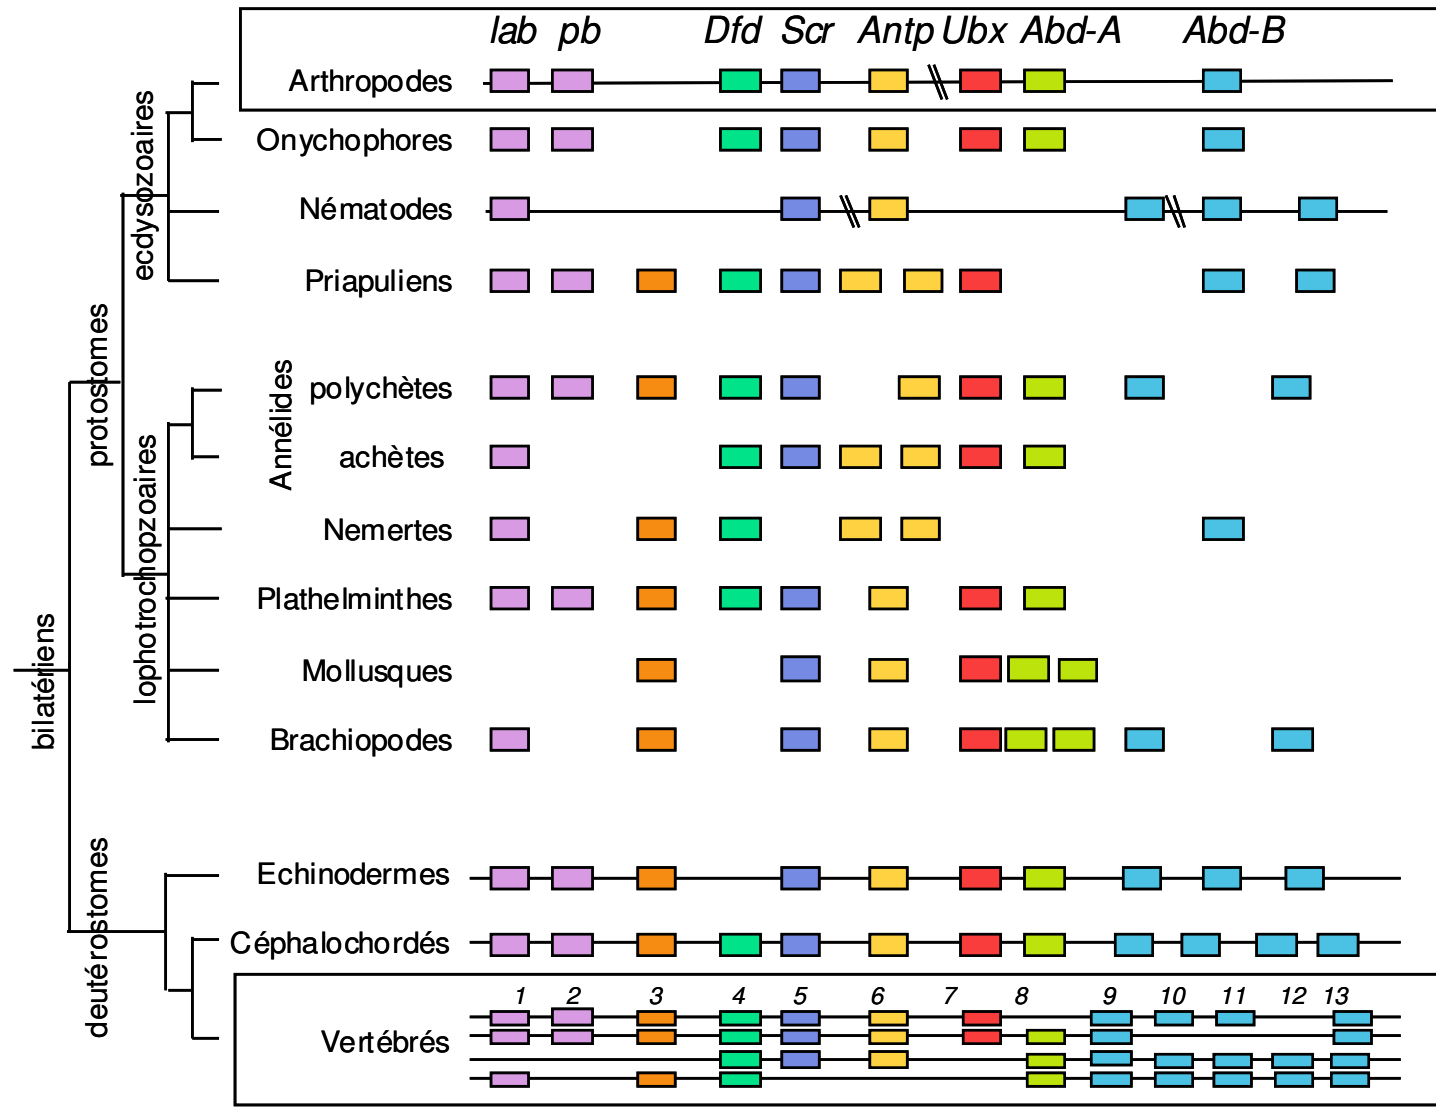 lab pb Dfd Scr Antp Ubx Abd-A Abd-B
Arthropodes
Onychophores
Nématodes
Priapuliens
ecdysozoaires
protostomes
Annélides
polychètes
achètes
Nemertes
Plathelminthes
Mollusques
Brachiopodes
lophotrochopzoaires
bilatériens
deutérostomes
Echinodermes
Céphalochordés
1 2 3 4 5 6 7 8 9 10 11 12 13
Vertébrés